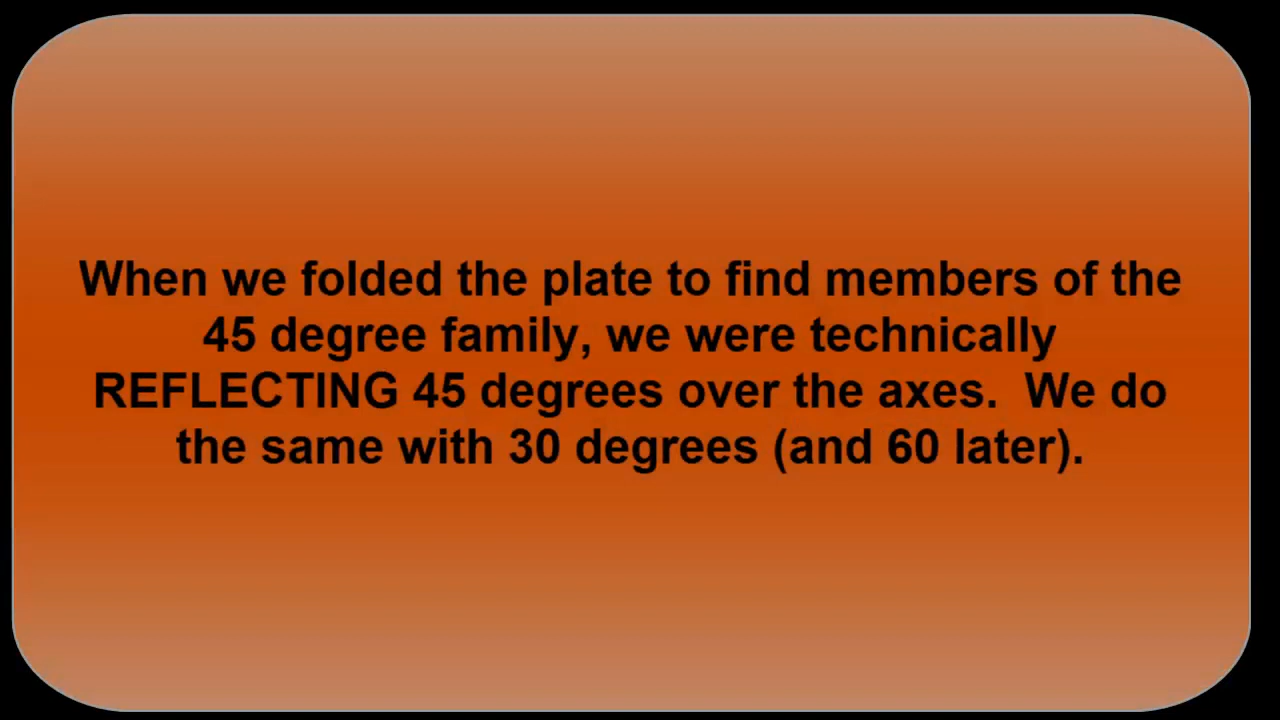 When we folded the plate to find members of the
45 degree family, we were technically
REFLECTING 45 degrees over the axes.  We do
the same with 30 degrees (and 60 later).